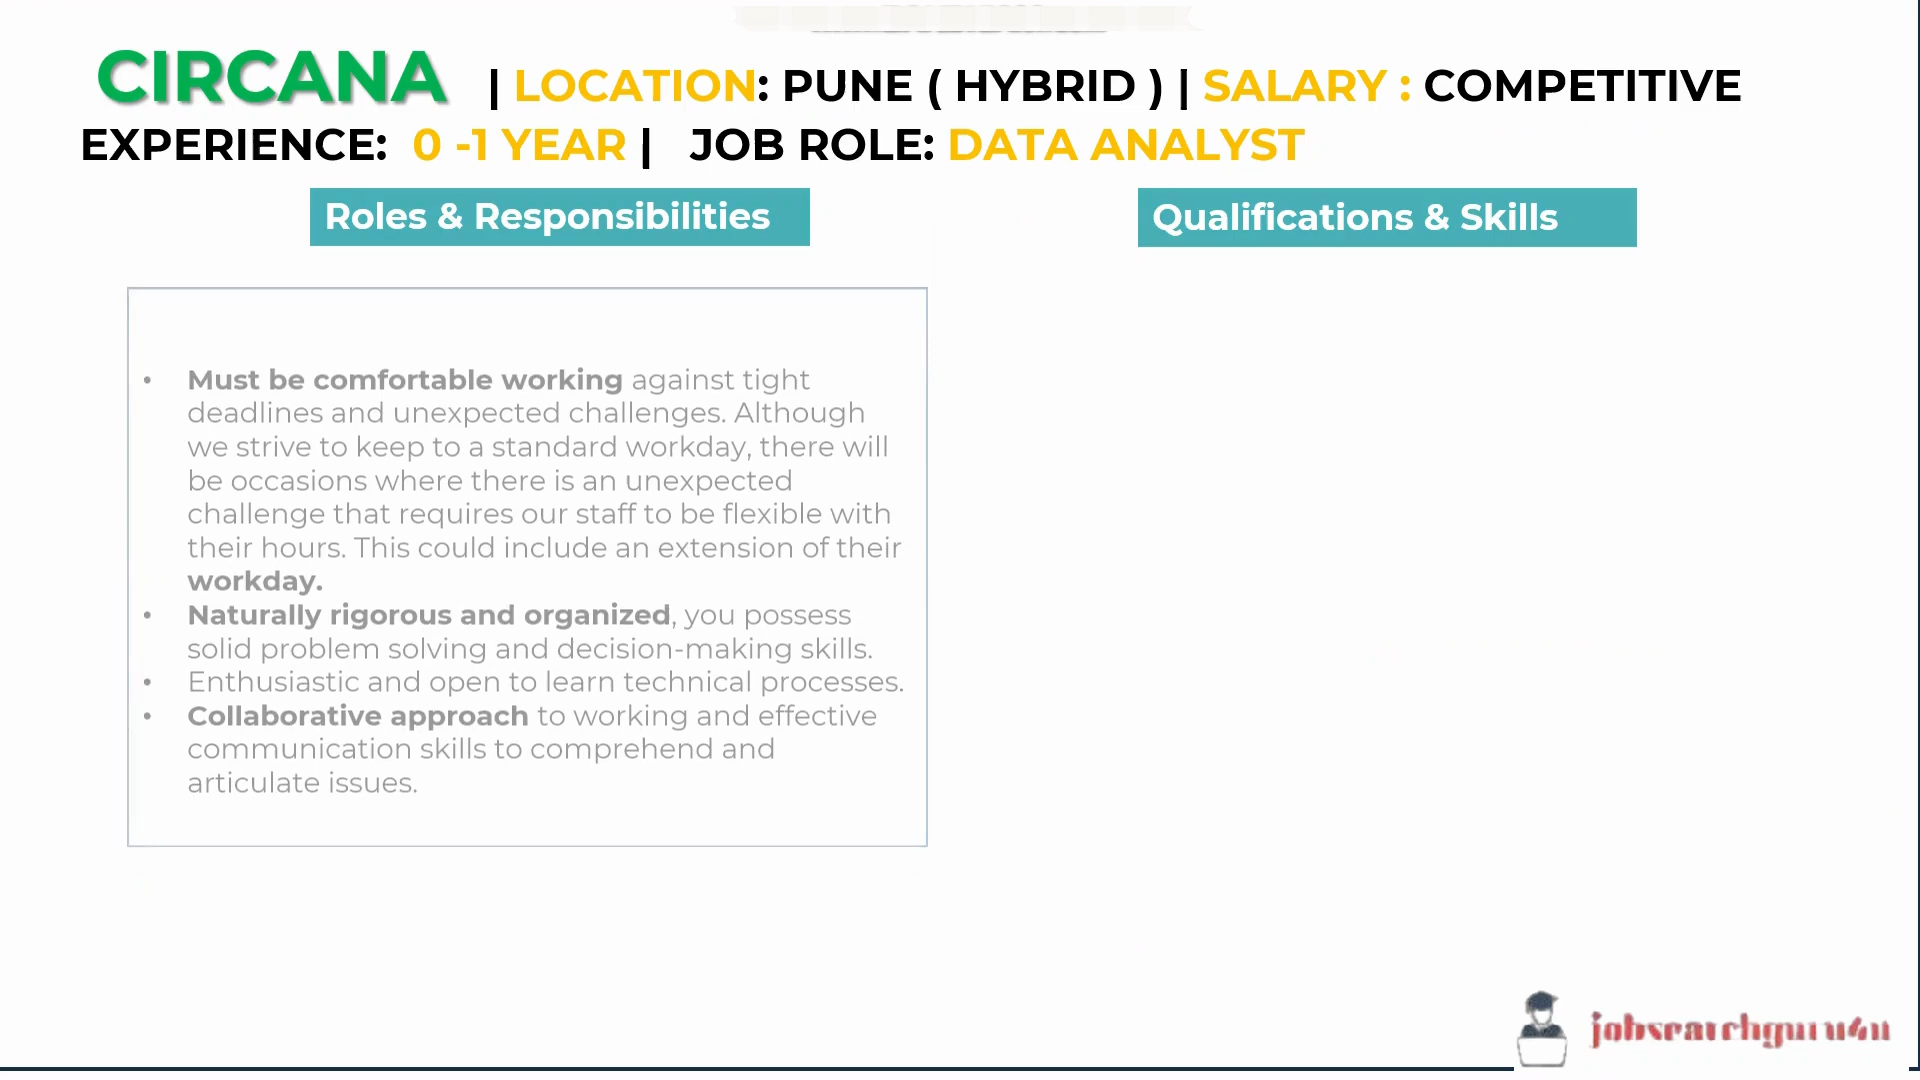 CIRCANA | LOCATION: PUNE ( HYBRID ) | SALARY : COMPETITIVE
EXPERIENCE: 0 -1 YEAR | JOB ROLE: DATA ANALYST
Roles & Responsibilities
• Must be comfortable working against tight
deadlines and unexpected challenges. Although
we strive to keep to a standard workday, there will
be occasions where there is an unexpected
challenge that requires our staff to be flexible with
their hours. This could include an extension of their
workday.
• Naturally rigorous and organized, you possess
solid problem solving and decision-making skills.
• Enthusiastic and open to learn technical processes.
• Collaborative approach to working and effective
communication skills to comprehend and
articulate issues.
Qualifications & Skills
jobsearchguru4u